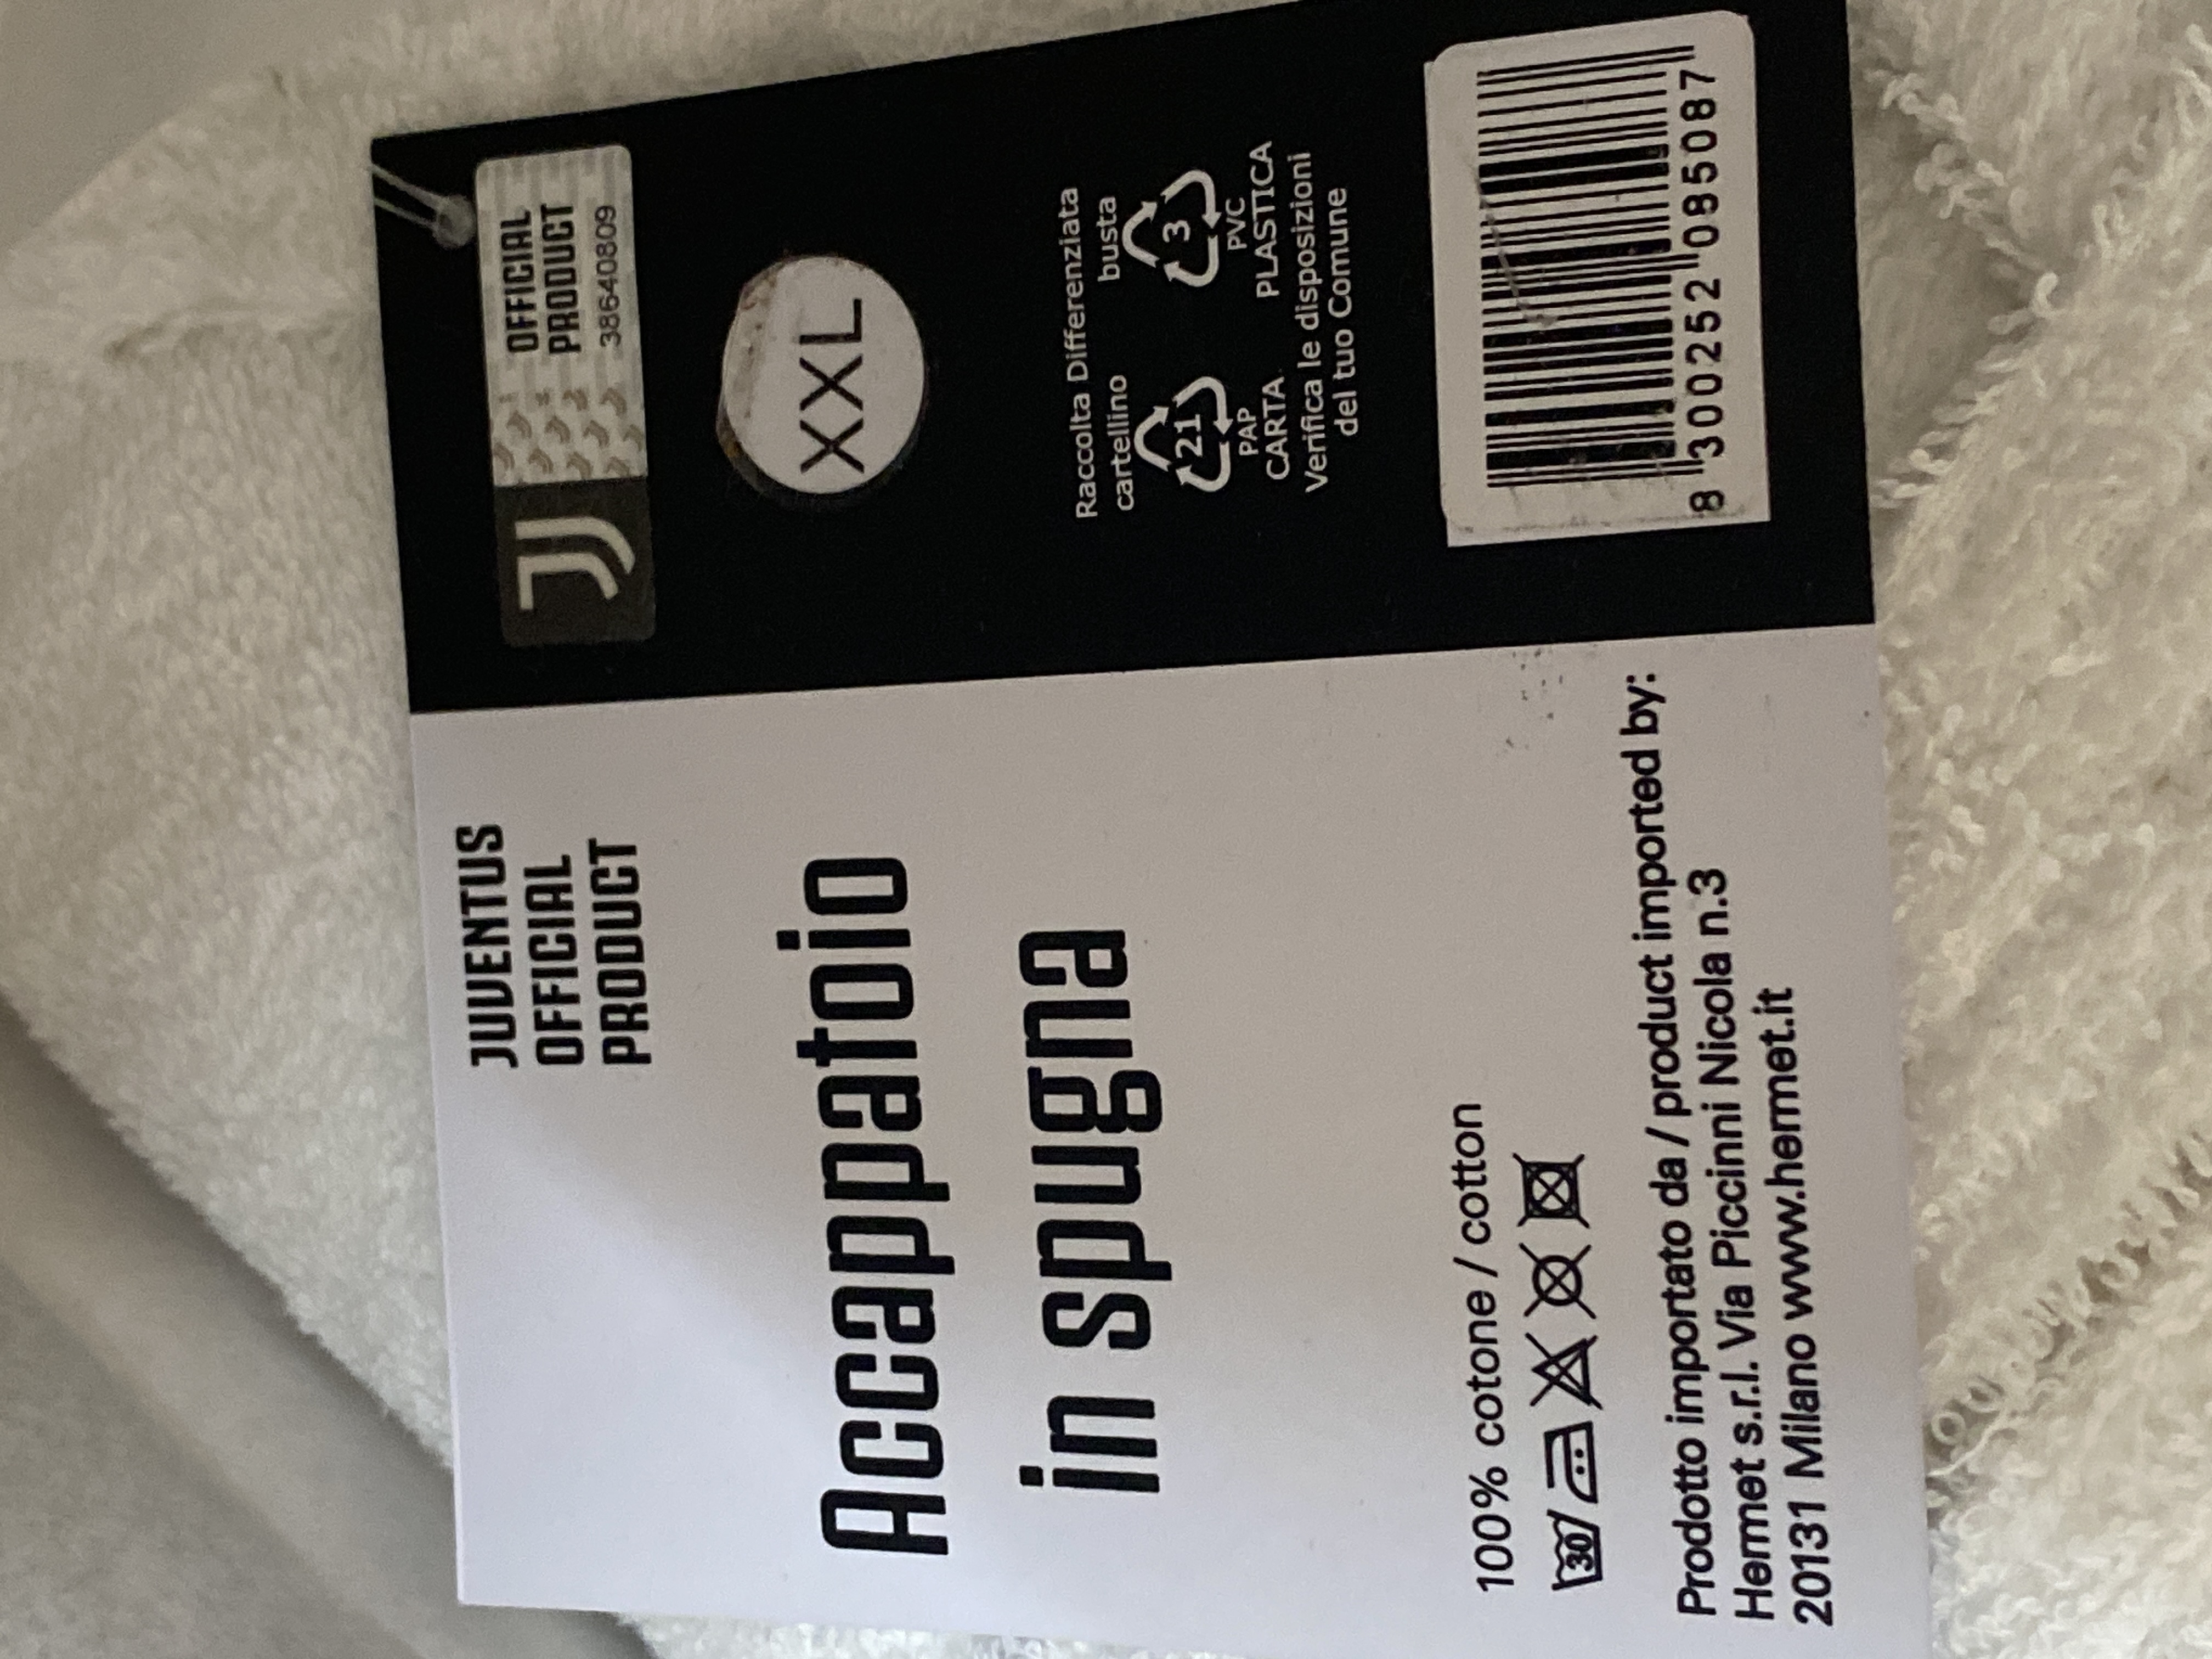 JUVENTUS
OFFICIAL
PRODUCT
Accappatoio
in spugna
100% cotone / cotton
30
Prodotto importato da / product imported by:
Hermet s.r.l. Via Piccinni Nicola n.3
20131 Milano www.hermet.it
OFFICIAL
PRODUCT
38640809
XXL
Raccolta Differenziata
cartellino busta
21 3
PAP PVC
CARTA PLASTICA
Verifica le disposizioni
del tuo Comune
8 300252 085087